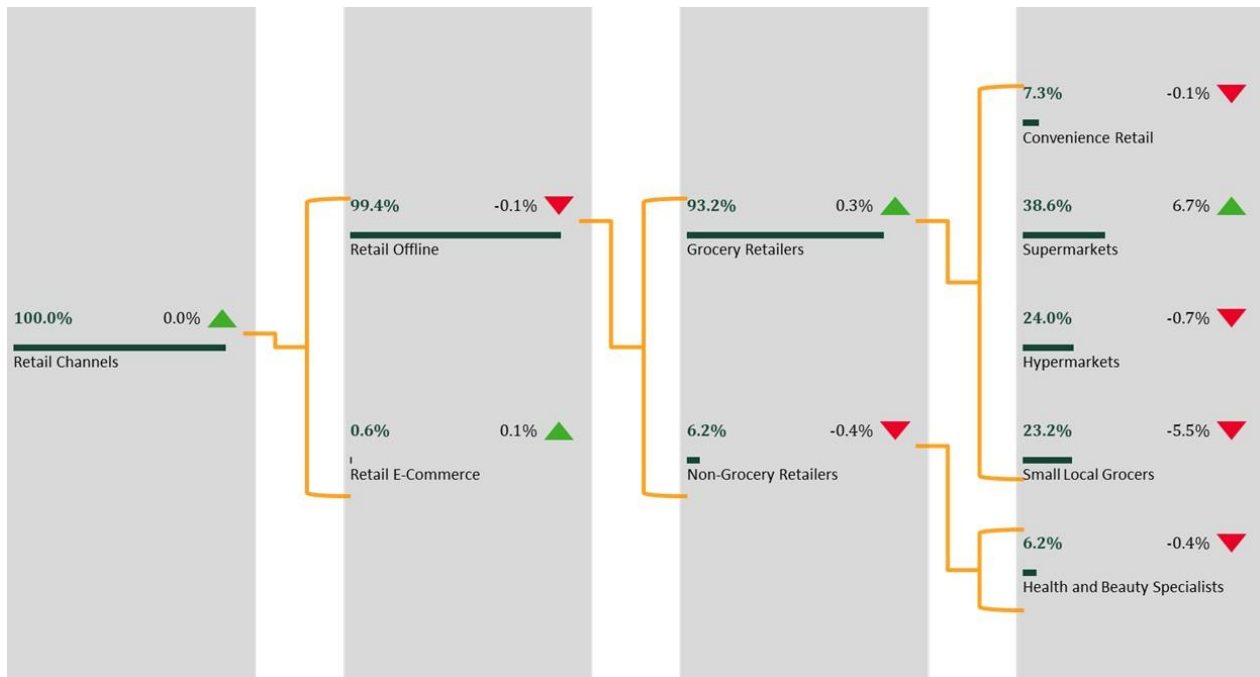 100.0% 0.0%
Retail Channels
99.4% -0.1%
Retail Offline
0.6% 0.1%
Retail E-Commerce
93.2% 0.3%
Grocery Retailers
6.2% -0.4%
Non-Grocery Retailers
7.3% -0.1%
Convenience Retail
38.6% 6.7%
Supermarkets
24.0% -0.7%
Hypermarkets
23.2% -5.5%
Small Local Grocers
6.2% -0.4%
Health and Beauty Specialists